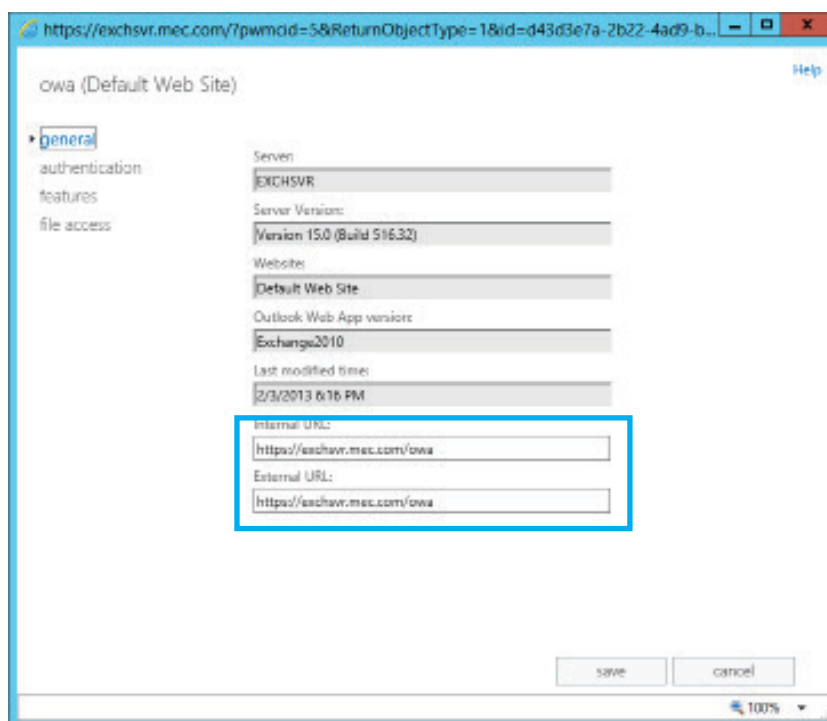 https://exchsvr.mec.com/?pwmcid=5&ReturnObjectType=1&id=d43d3e7a-2b22-4ad9-b...
Help
owa (Default Web Site)
general
authentication
features
file access
Server:
EXCHSVR
Server Version:
Version 15.0 (Build 516.32)
Website:
Default Web Site
Outlook Web App version:
Exchange2010
Last modified time:
2/3/2013 6:16 PM
Internal URL:
https://exchsvr.mec.com/owa
External URL:
https://exchsvr.mec.com/owa
save
cancel
100%